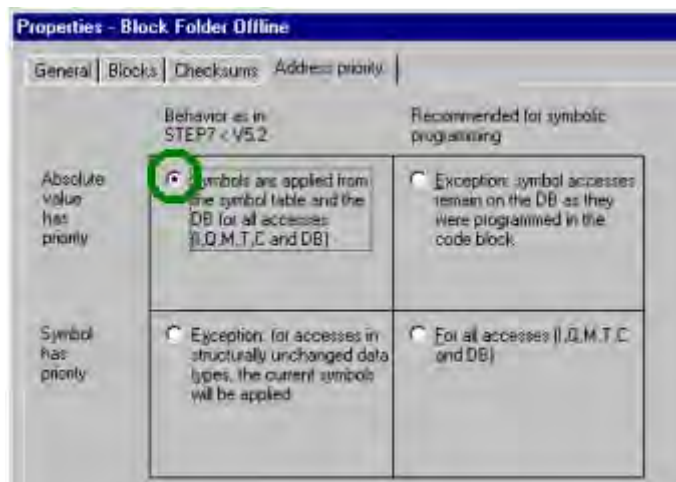 Properties - Block Folder Offline
General
Blocks
Checksums
Address priority
Behavior as in
STEP7 < V5.2
Recommended for symbolic
programming
Absolute
value
has
priority
Symbols are applied from
the symbol table and the
DB for all accesses
(I,Q,M,T,C and DB)
Exception: symbol accesses
remain on the DB as they
were programmed in the
code block
Symbol
has
priority
Exception: for accesses in
structurally unchanged data
types, the current symbols
will be applied
For all accesses (I,Q,M,T,C
and DB)